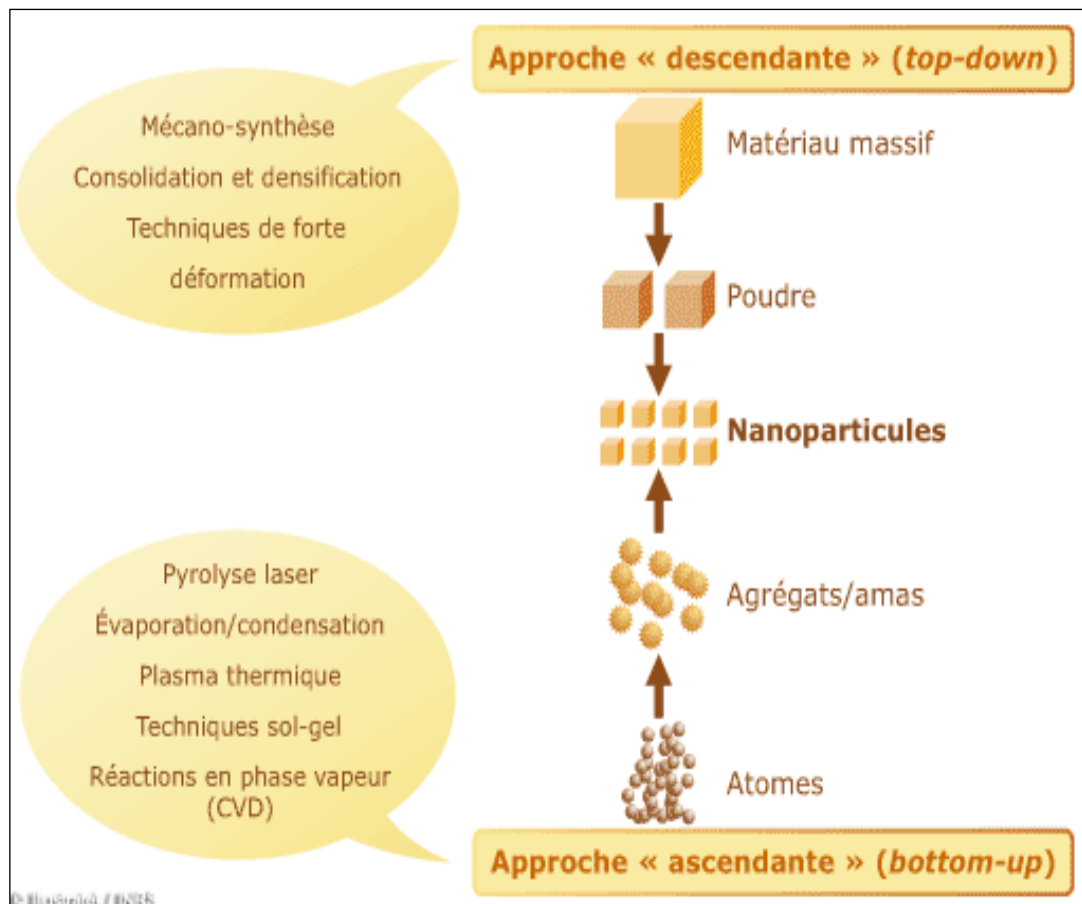 Approche « descendante » (top-down)
Mécano-synthèse
Consolidation et densification
Techniques de forte
déformation
Matériau massif
Poudre
Nanoparticules
Agrégats/amas
Atomes
Pyrolyse laser
Évaporation/condensation
Plasma thermique
Techniques sol-gel
Réactions en phase vapeur
(CVD)
Approche « ascendante » (bottom-up)